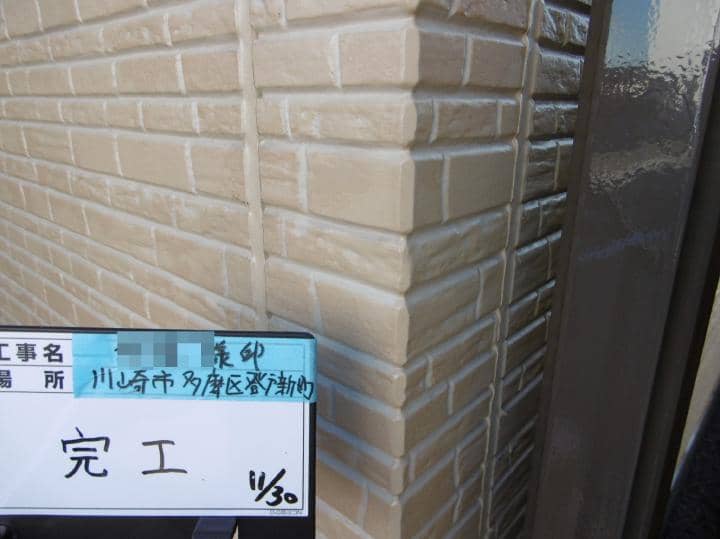 工事名 様邸
場所 川崎市多摩区登戸新町
完工
11/30